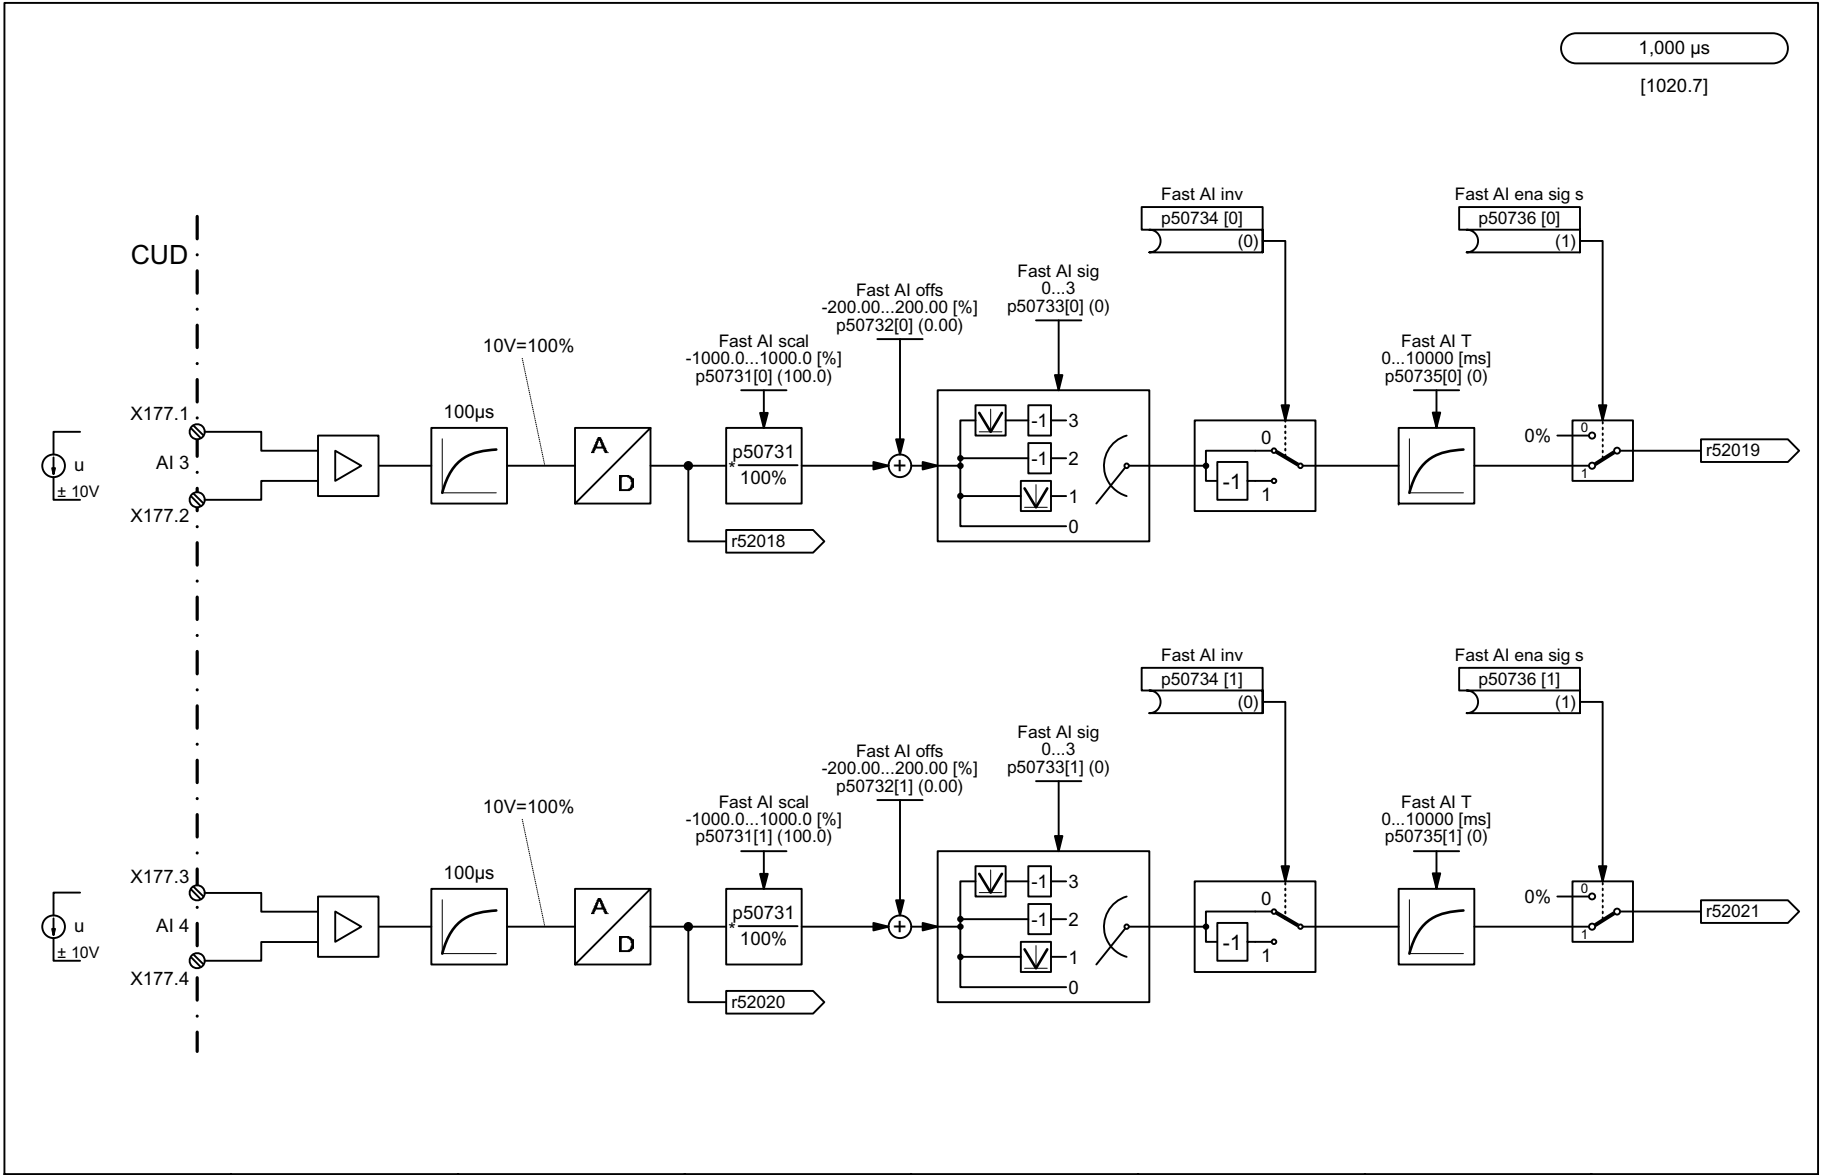 1,000 µs
[1020.7]
CUD
Fast AI inv
p50734 [0]
(0)
Fast AI ena sig s
p50736 [0]
(1)
Fast AI sig
0...3
p50733[0] (0)
Fast AI offs
-200.00...200.00 [%]
p50732[0] (0.00)
Fast AI scal
-1000.0...1000.0 [%]
p50731[0] (100.0)
Fast AI T
0...10000 [ms]
p50735[0] (0)
10V=100%
100µs
X177.1
AI 3
X177.2
u
± 10V
A
D
p50731
*
100%
r52018
-1
3
-1
2
1
0
0
-1
1
0%
0
1
r52019
Fast AI inv
p50734 [1]
(0)
Fast AI ena sig s
p50736 [1]
(1)
Fast AI sig
0...3
p50733[1] (0)
Fast AI offs
-200.00...200.00 [%]
p50732[1] (0.00)
Fast AI scal
-1000.0...1000.0 [%]
p50731[1] (100.0)
Fast AI T
0...10000 [ms]
p50735[1] (0)
10V=100%
100µs
X177.3
AI 4
X177.4
u
± 10V
A
D
p50731
*
100%
r52020
-1
3
-1
2
1
0
0
-1
1
0%
0
1
r52021